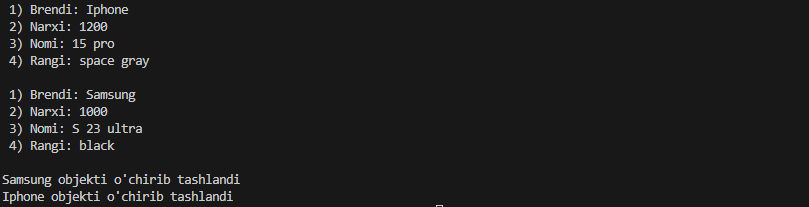 1) Brendi: Iphone
2) Narxi: 1200
3) Nomi: 15 pro
4) Rangi: space gray
1) Brendi: Samsung
2) Narxi: 1000
3) Nomi: S 23 ultra
4) Rangi: black
Samsung objekti o'chirib tashlandi
Iphone objekti o'chirib tashlandi